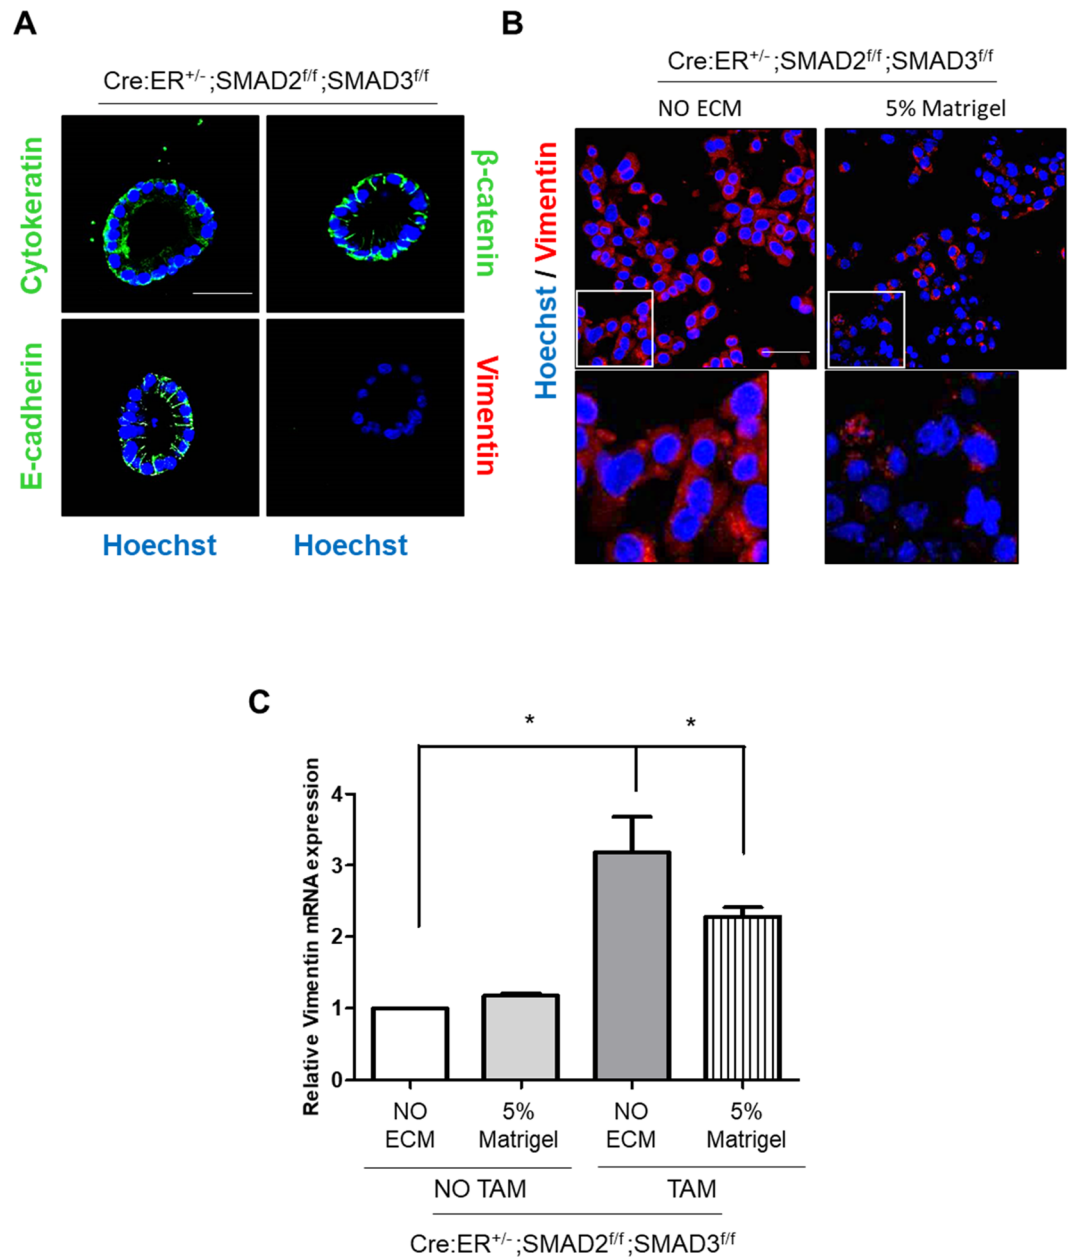 A
Cre:ER+/-;SMAD2f/f;SMAD3f/f
Cytokeratin
β-catenin
E-cadherin
Vimentin
Hoechst
Hoechst
B
Cre:ER+/-;SMAD2f/f;SMAD3f/f
NO ECM
5% Matrigel
Hoechst / Vimentin
C
*
*
Relative Vimentin mRNA expression
4
3
2
1
0
NO ECM
5% Matrigel
NO ECM
5% Matrigel
NO TAM
TAM
Cre:ER+/-;SMAD2f/f;SMAD3f/f